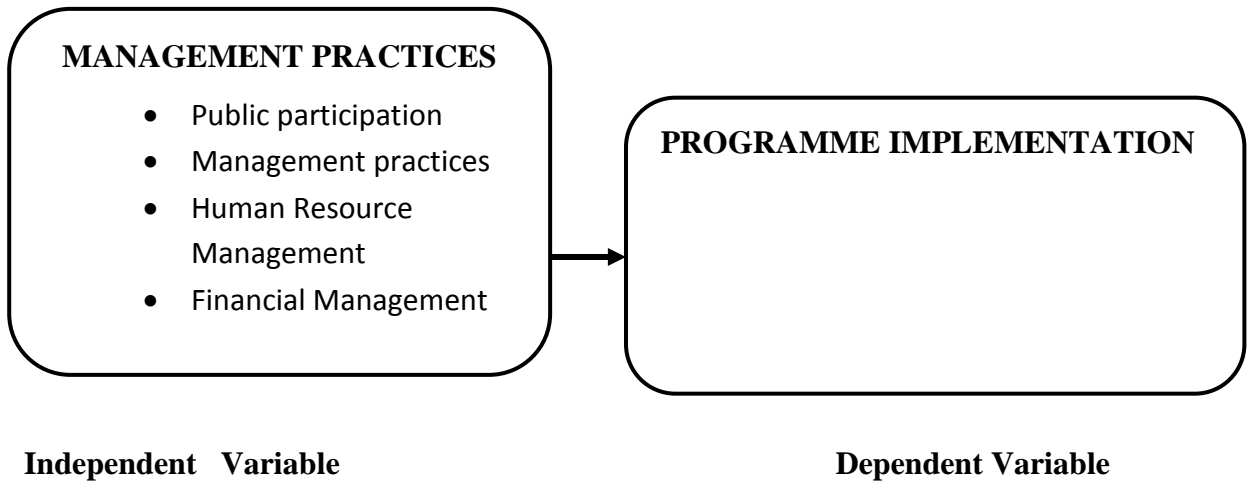 MANAGEMENT PRACTICES
• Public participation
• Management practices
• Human Resource
Management
• Financial Management
PROGRAMME IMPLEMENTATION
Independent Variable
Dependent Variable